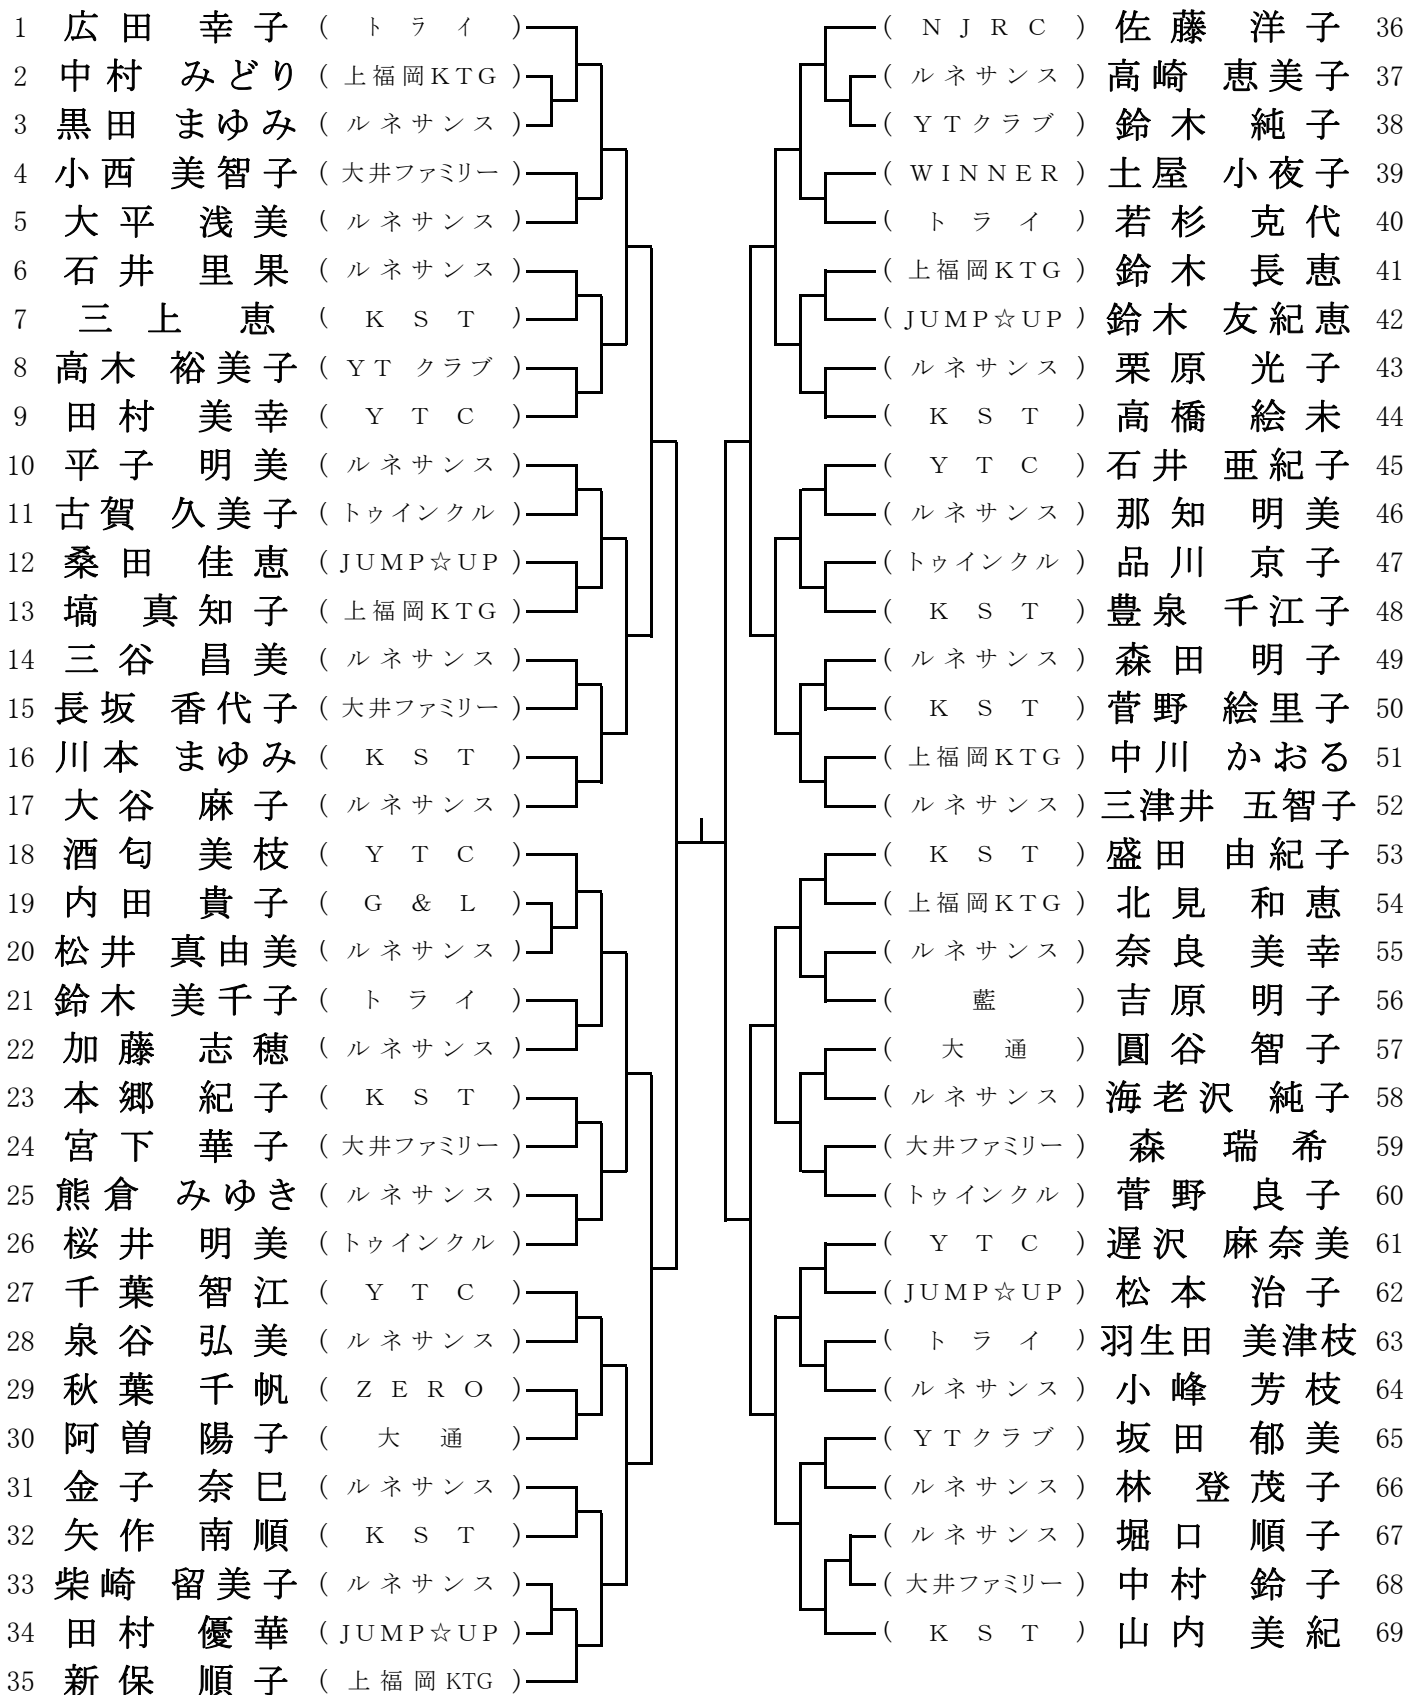 1 広田 幸子 (トライ)
2 中村 みどり (上福岡KTG)
3 黒田 まゆみ (ルネサンス)
4 小西 美智子 (大井ファミリー)
5 大平 浅美 (ルネサンス)
6 石井 里果 (ルネサンス)
7 三上 恵 (KST)
8 高木 裕美子 (YTクラブ)
9 田村 美幸 (YTC)
10 平子 明美 (ルネサンス)
11 古賀 久美子 (トゥインクル)
12 桑田 佳恵 (JUMP☆UP)
13 塙 真知子 (上福岡KTG)
14 三谷 昌美 (ルネサンス)
15 長坂 香代子 (大井ファミリー)
16 川本 まゆみ (KST)
17 大谷 麻子 (ルネサンス)
18 酒匂 美枝 (YTC)
19 内田 貴子 (G&L)
20 松井 真由美 (ルネサンス)
21 鈴木 美千子 (トライ)
22 加藤 志穂 (ルネサンス)
23 本郷 紀子 (KST)
24 宮下 華子 (大井ファミリー)
25 熊倉 みゆき (ルネサンス)
26 桜井 明美 (トゥインクル)
27 千葉 智江 (YTC)
28 泉谷 弘美 (ルネサンス)
29 秋葉 千帆 (ZERO)
30 阿曽 陽子 (大通)
31 金子 奈巳 (ルネサンス)
32 矢作 南順 (KST)
33 柴崎 留美子 (ルネサンス)
34 田村 優華 (JUMP☆UP)
35 新保 順子 (上福岡KTG)
(NJRC) 佐藤 洋子 36
(ルネサンス) 高崎 恵美子 37
(YTクラブ) 鈴木 純子 38
(WINNER) 土屋 小夜子 39
(トライ) 若杉 克代 40
(上福岡KTG) 鈴木 長恵 41
(JUMP☆UP) 鈴木 友紀恵 42
(ルネサンス) 栗原 光子 43
(KST) 高橋 絵未 44
(YTC) 石井 亜紀子 45
(ルネサンス) 那知 明美 46
(トゥインクル) 品川 京子 47
(KST) 豊泉 千江子 48
(ルネサンス) 森田 明子 49
(KST) 菅野 絵里子 50
(上福岡KTG) 中川 かおる 51
(ルネサンス) 三津井 五智子 52
(KST) 盛田 由紀子 53
(上福岡KTG) 北見 和恵 54
(ルネサンス) 奈良 美幸 55
(藍) 吉原 明子 56
(大通) 圓谷 智子 57
(ルネサンス) 海老沢 純子 58
(大井ファミリー) 森 瑞希 59
(トゥインクル) 菅野 良子 60
(YTC) 遅沢 麻奈美 61
(JUMP☆UP) 松本 治子 62
(トライ) 羽生田 美津枝 63
(ルネサンス) 小峰 芳枝 64
(YTクラブ) 坂田 郁美 65
(ルネサンス) 林 登茂子 66
(ルネサンス) 堀口 順子 67
(大井ファミリー) 中村 鈴子 68
(KST) 山内 美紀 69